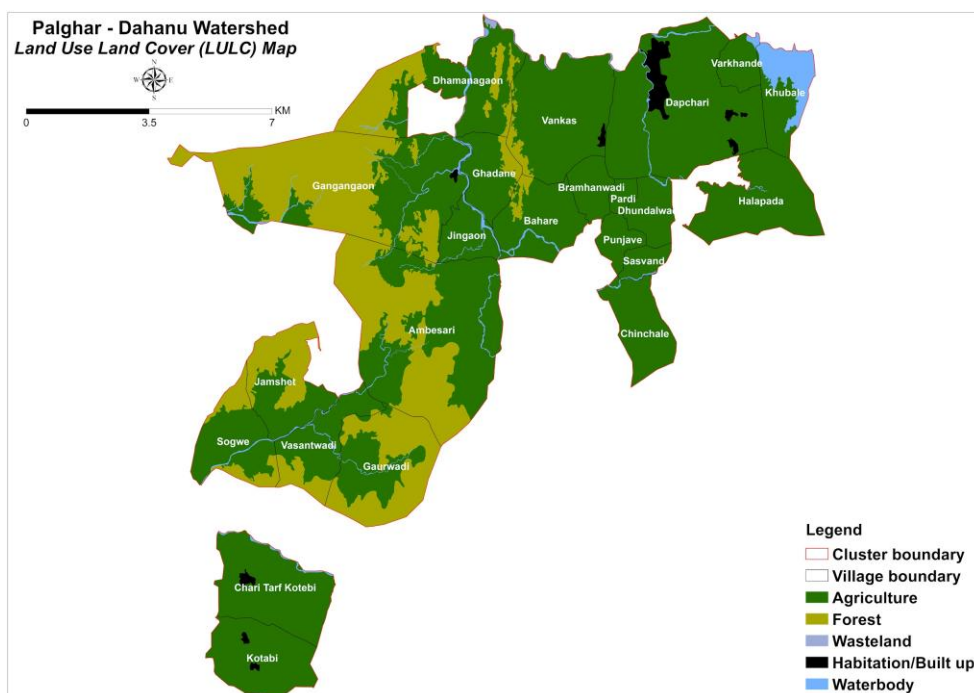 Palghar - Dahanu Watershed
Land Use Land Cover (LULC) Map
N
W
E
S
KM
0
3.5
7
Dhamanagaon
Varkhande
Khubale
Dapchari
Vankas
Gangangaon
Ghadane
Bramhanwadi
Pardi
Dhundalwa
Halapada
Bahare
Jingaon
Punjave
Sasvand
Chinchale
Ambesari
Jamshet
Sogwe
Vasantwadi
Gaurwadi
Chari Tarf Kotebi
Kotabi
Legend
Cluster boundary
Village boundary
Agriculture
Forest
Wasteland
Habitation/Built up
Waterbody